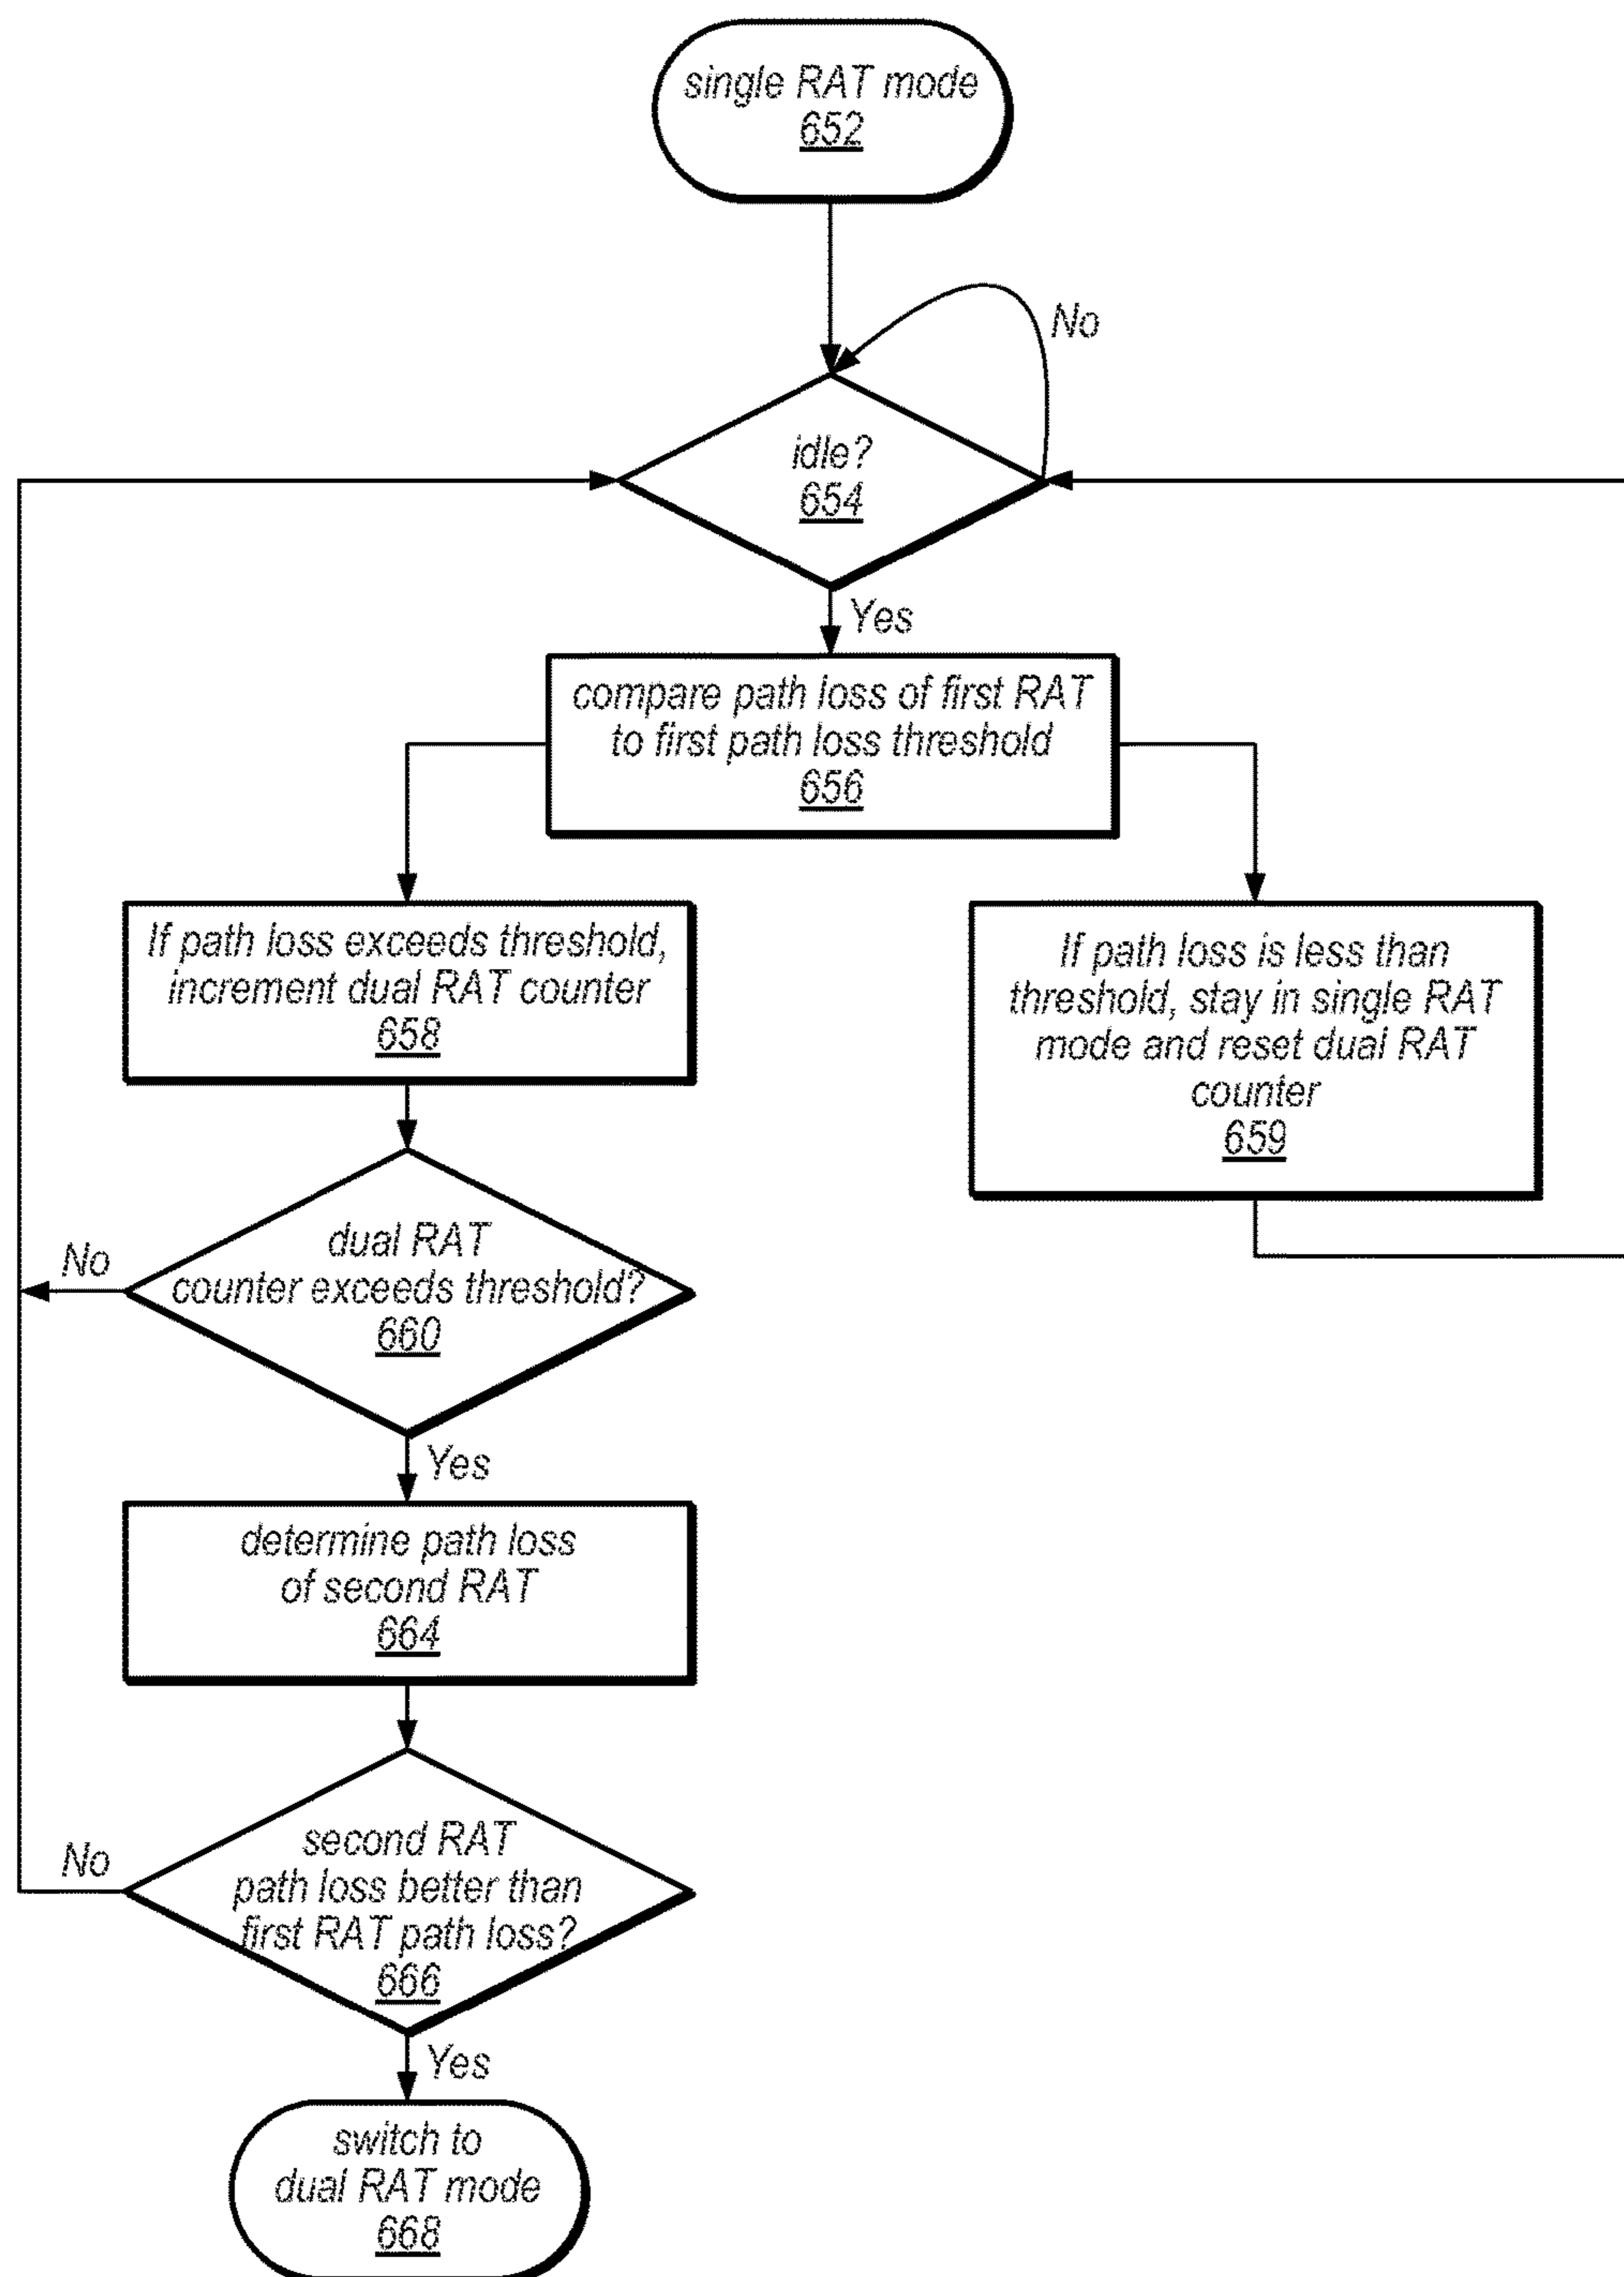 single RAT mode
652
No
idle?
654
Yes
compare path loss of first RAT
to first path loss threshold
656
If path loss exceeds threshold,
increment dual RAT counter
658
If path loss is less than
threshold, stay in single RAT
mode and reset dual RAT
counter
659
No
dual RAT
counter exceeds threshold?
660
Yes
determine path loss
of second RAT
664
No
second RAT
path loss better than
first RAT path loss?
666
Yes
switch to
dual RAT mode
668